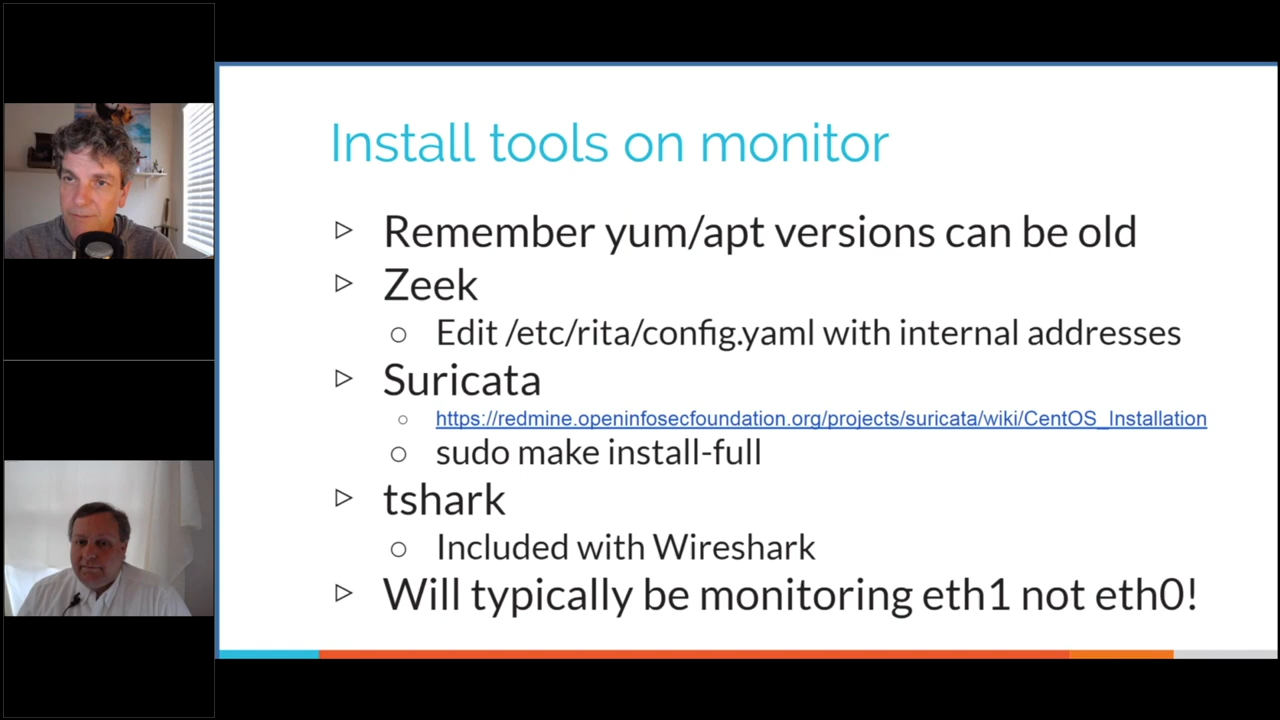 Install tools on monitor
Remember yum/apt versions can be old
Zeek
Edit /etc/rita/config.yaml with internal addresses
Suricata
https://redmine.openinfosecfoundation.org/projects/suricata/wiki/CentOS_Installation
sudo make install-full
tshark
Included with Wireshark
Will typically be monitoring eth1 not eth0!